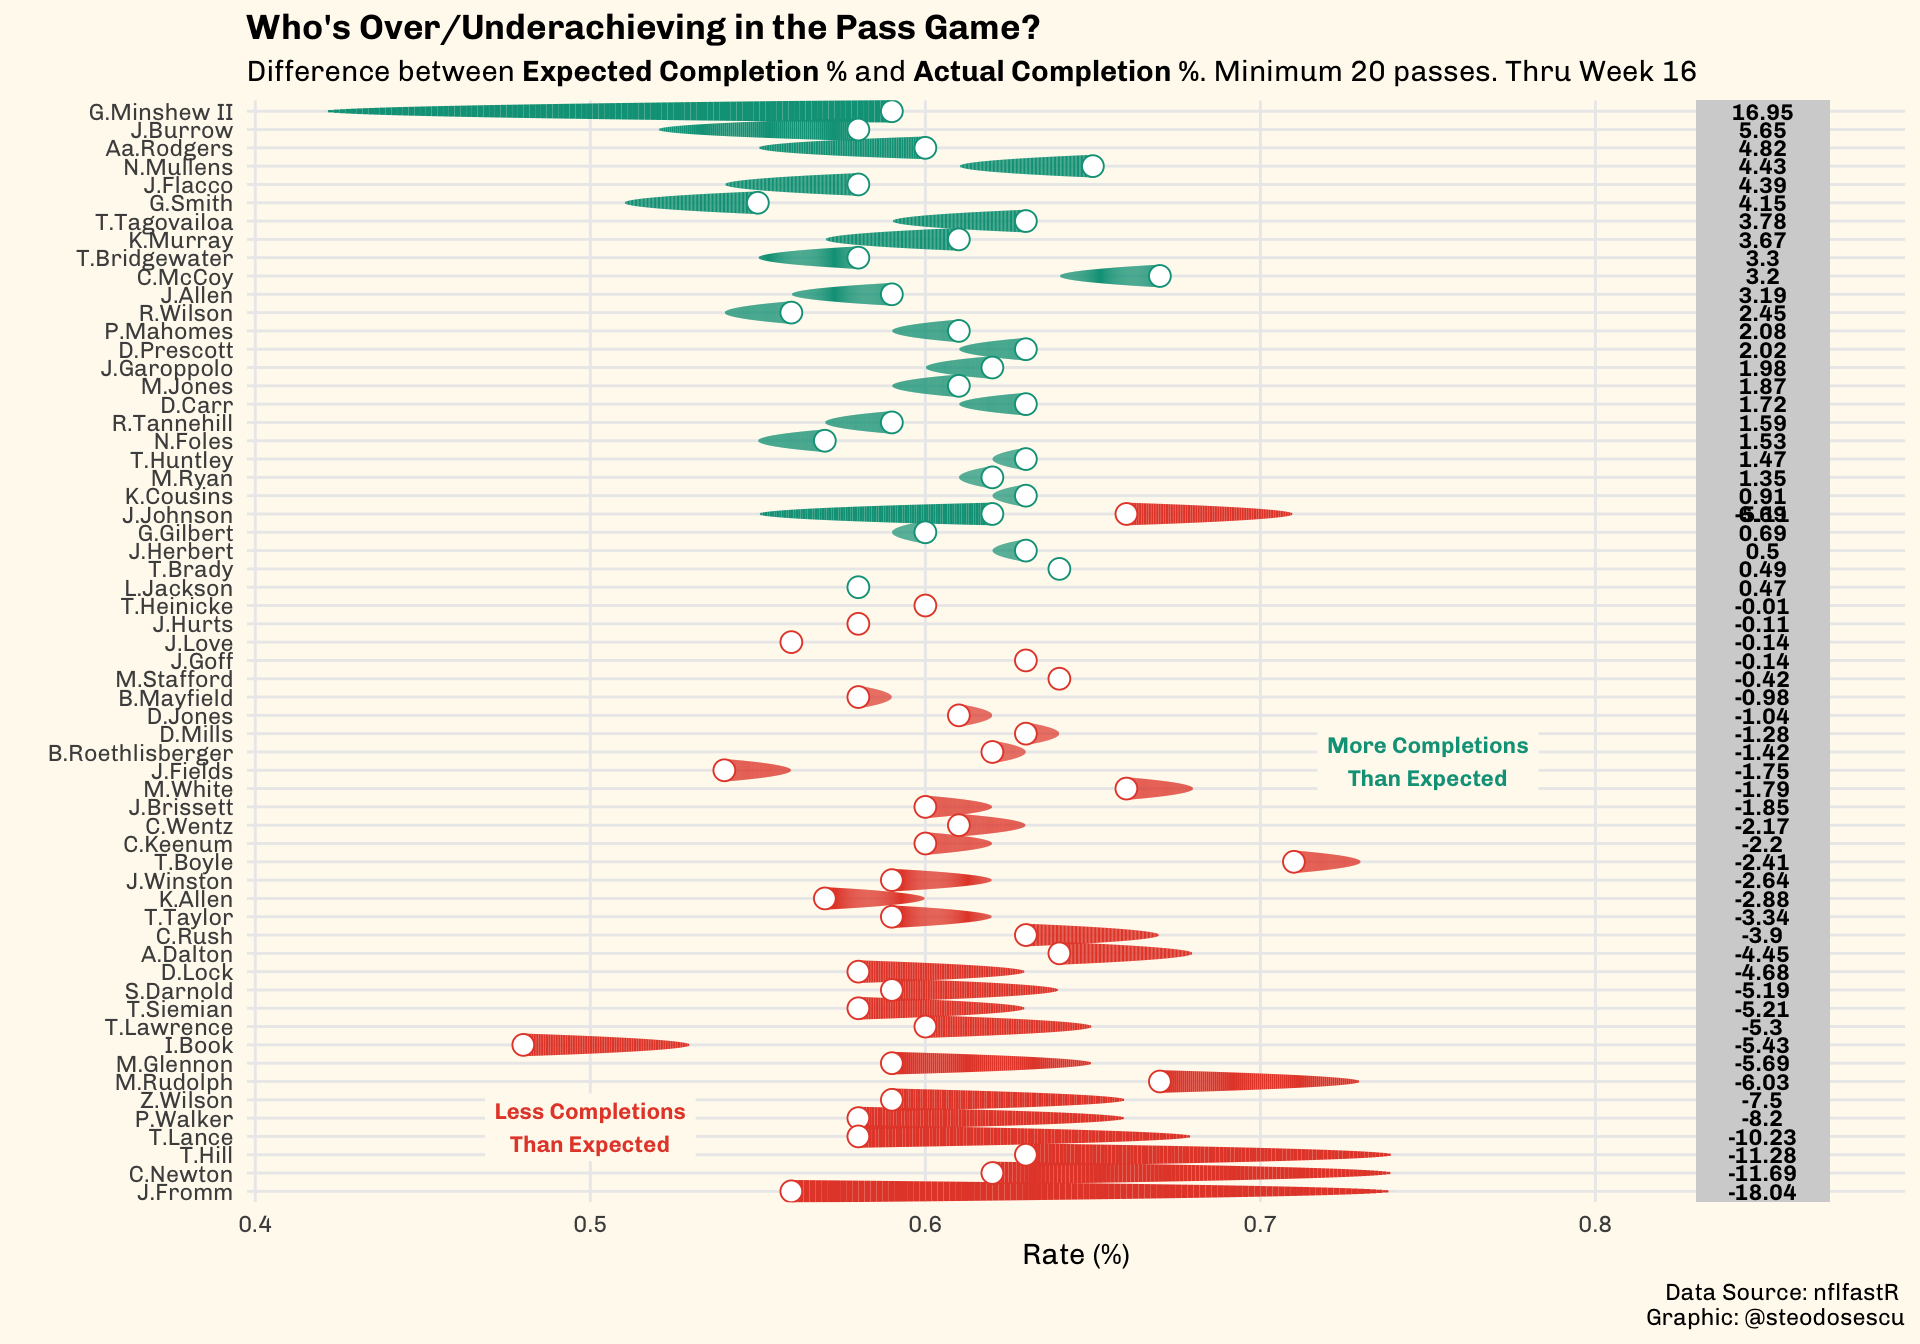 Who's Over/Underachieving in the Pass Game?
Difference between Expected Completion % and Actual Completion %. Minimum 20 passes. Thru Week 16
G.Minshew II 16.95
J.Burrow 5.65
Aa.Rodgers 4.82
N.Mullens 4.43
J.Flacco 4.39
G.Smith 4.15
T.Tagovailoa 3.78
K.Murray 3.67
T.Bridgewater 3.3
C.McCoy 3.2
J.Allen 3.19
R.Wilson 2.45
P.Mahomes 2.08
D.Prescott 2.02
J.Garoppolo 1.98
M.Jones 1.87
D.Carr 1.72
R.Tannehill 1.59
N.Foles 1.53
T.Huntley 1.47
M.Ryan 1.35
K.Cousins 0.91
J.Johnson
G.Gilbert 0.69
J.Herbert 0.5
T.Brady 0.49
L.Jackson 0.47
T.Heinicke -0.01
J.Hurts -0.11
J.Love -0.14
J.Goff -0.14
M.Stafford -0.42
B.Mayfield -0.98
D.Jones -1.04
D.Mills -1.28
B.Roethlisberger -1.42
J.Fields -1.75
M.White -1.79
J.Brissett -1.85
C.Wentz -2.17
C.Keenum -2.2
T.Boyle -2.41
J.Winston -2.64
K.Allen -2.88
T.Taylor -3.34
C.Rush -3.9
A.Dalton -4.45
D.Lock -4.68
S.Darnold -5.19
T.Siemian -5.21
T.Lawrence -5.3
I.Book -5.43
M.Glennon -5.69
M.Rudolph -6.03
Z.Wilson -7.5
P.Walker -8.2
T.Lance -10.23
T.Hill -11.28
C.Newton -11.69
J.Fromm -18.04
More Completions
Than Expected
Less Completions
Than Expected
0.4 0.5 0.6 0.7 0.8
Rate (%)
Data Source: nflfastR
Graphic: @steodosescu